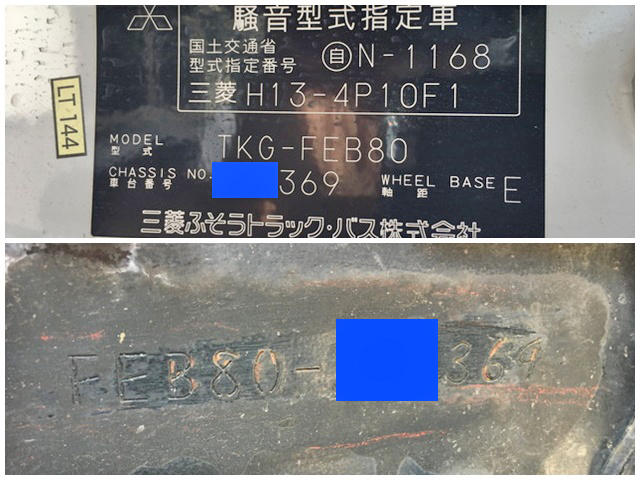 騒音型式指定車
国土交通省
型式指定番号 自N-1168
三菱 H13-4P10F1
LT 144
MODEL
型式 TKG-FEB80
CHASSIS NO.
車台番号 369 WHEEL BASE
軸距 E
三菱ふそうトラック・バス株式会社
FEB80- 369